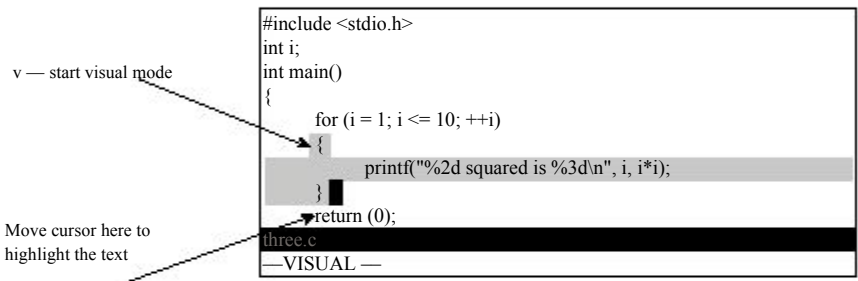 #include <stdio.h>
int i;
int main()
{
for (i = 1; i <= 10; ++i)
{
printf("%2d squared is %3d\n", i, i*i);
}
return (0);
three.c
—VISUAL —
v — start visual mode
Move cursor here to
highlight the text